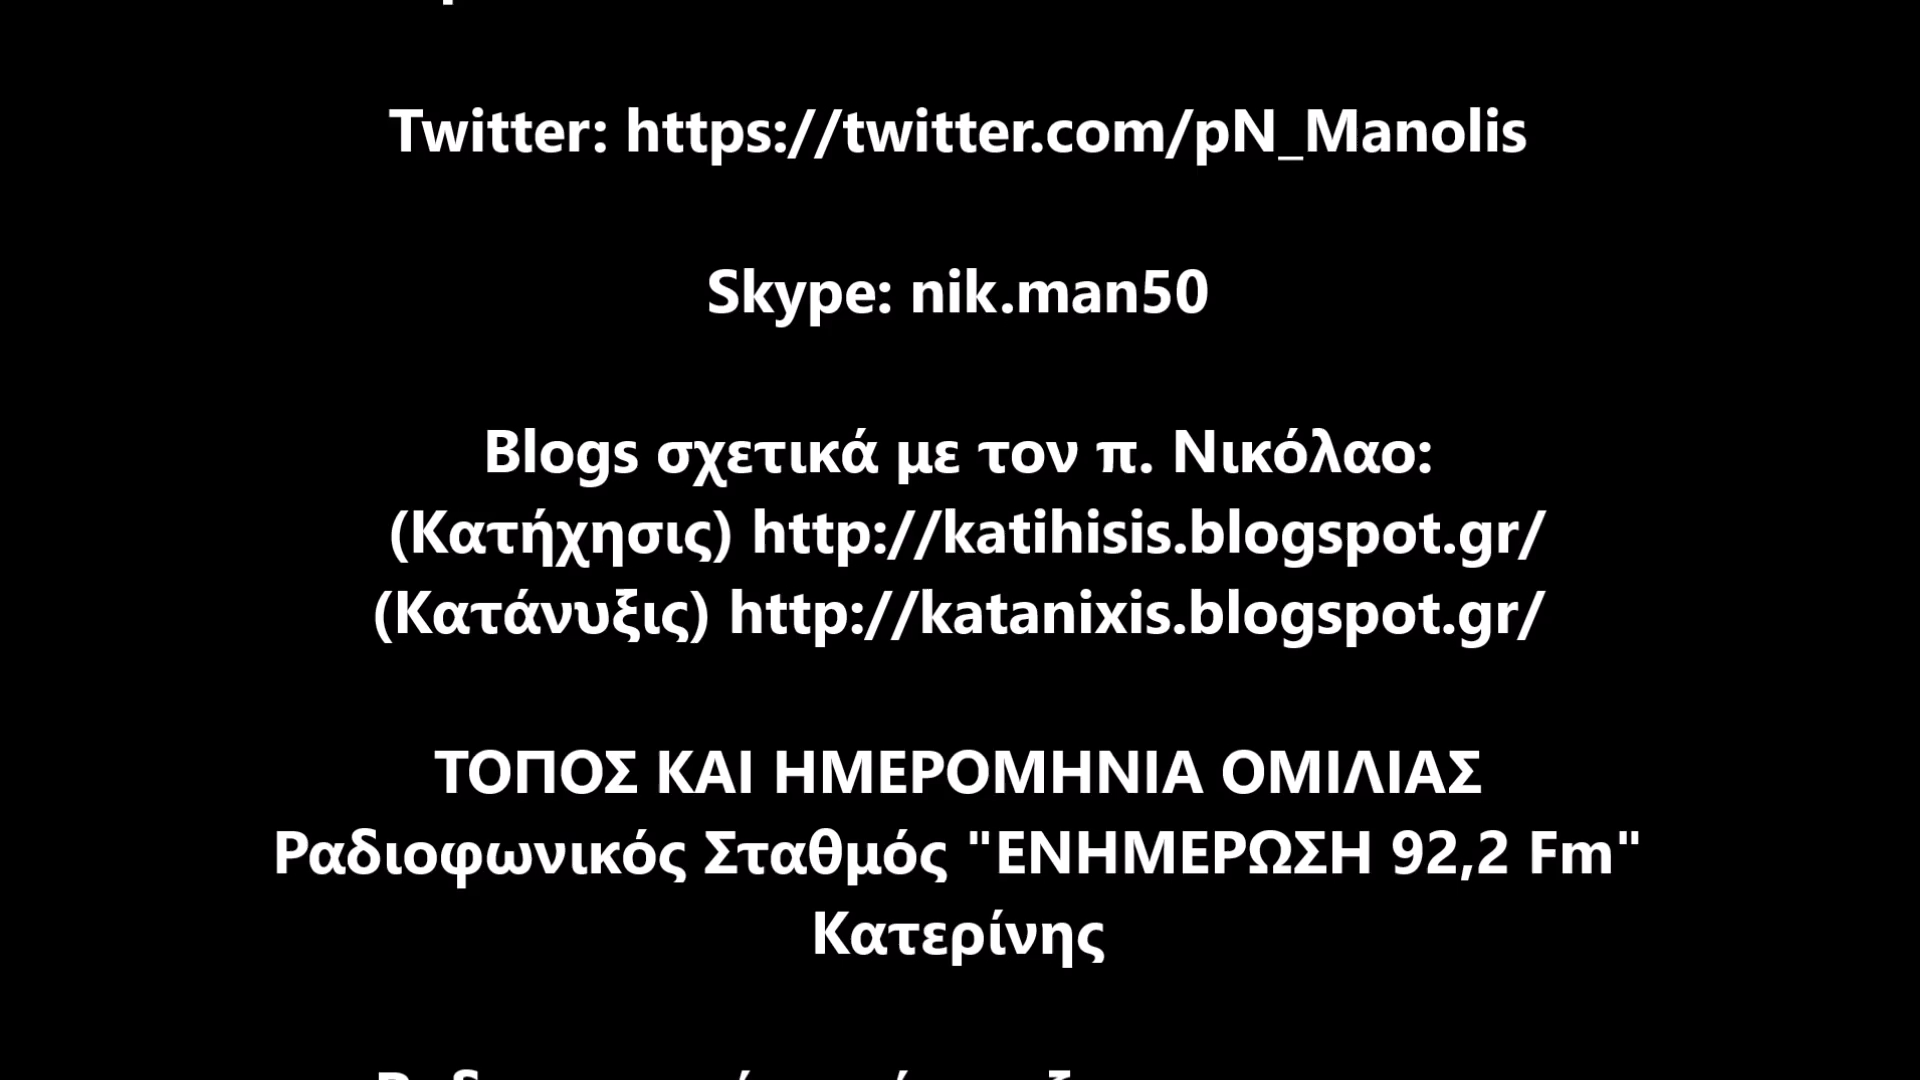 Twitter: https://twitter.com/pN_Manolis
Skype: nik.man50
Blogs σχετικά με τον π. Νικόλαο:
(Κατήχησις) http://katihisis.blogspot.gr/
(Κατάνυξις) http://katanixis.blogspot.gr/
ΤΟΠΟΣ ΚΑΙ ΗΜΕΡΟΜΗΝΙΑ ΟΜΙΛΙΑΣ
Ραδιοφωνικός Σταθμός "ΕΝΗΜΕΡΩΣΗ 92,2 Fm"
Κατερίνης